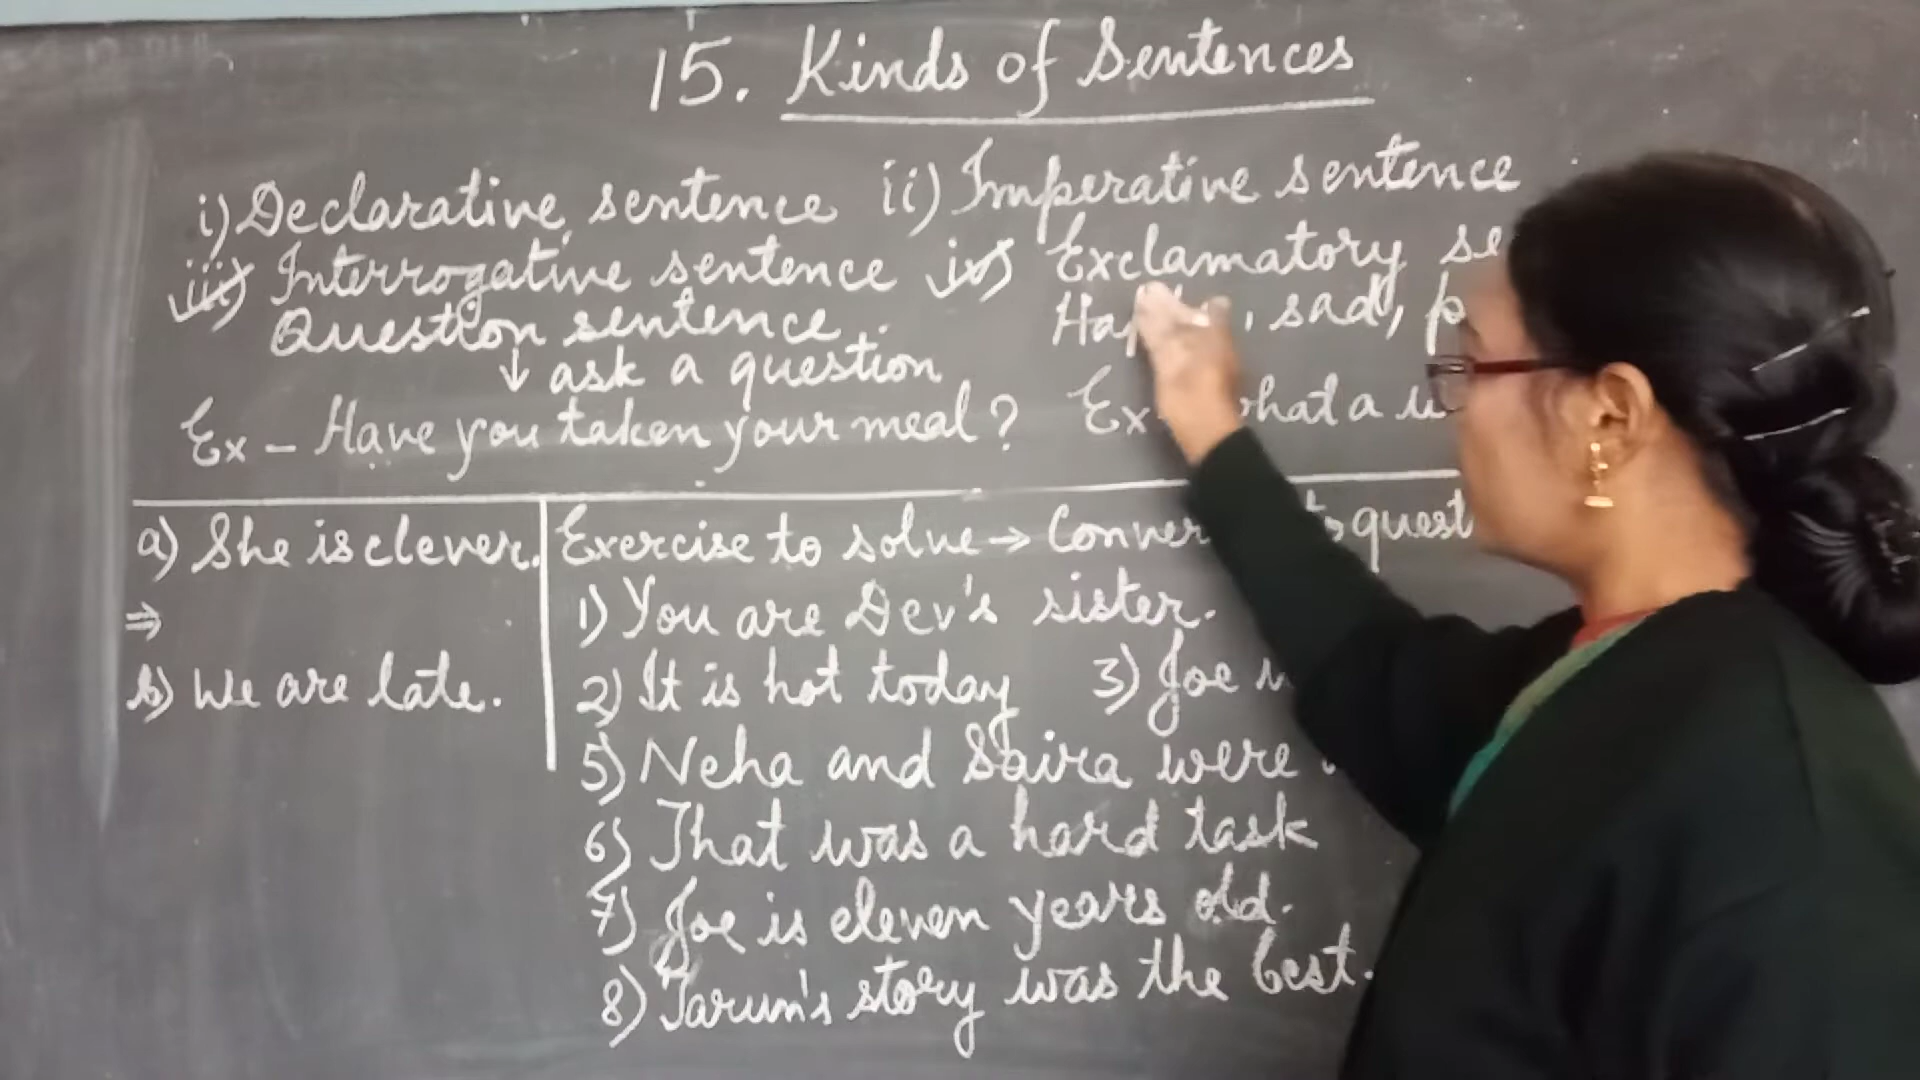 15. Kinds of Sentences
i) Declarative sentence ii) Imperative sentence
iii) Interrogative sentence iv) Exclamatory
Question sentence. sad,
↓ ask a question
Ex - Have you taken your meal? Ex a
a) She is clever. Exercise to solve →
⇒ 1) You are Dev's sister.
b) We are late. 2) It is hot today 3) Joe
5) Neha and Saira were
6) That was a hard task
7) Joe is eleven years old.
8) Tarun's story was the best.